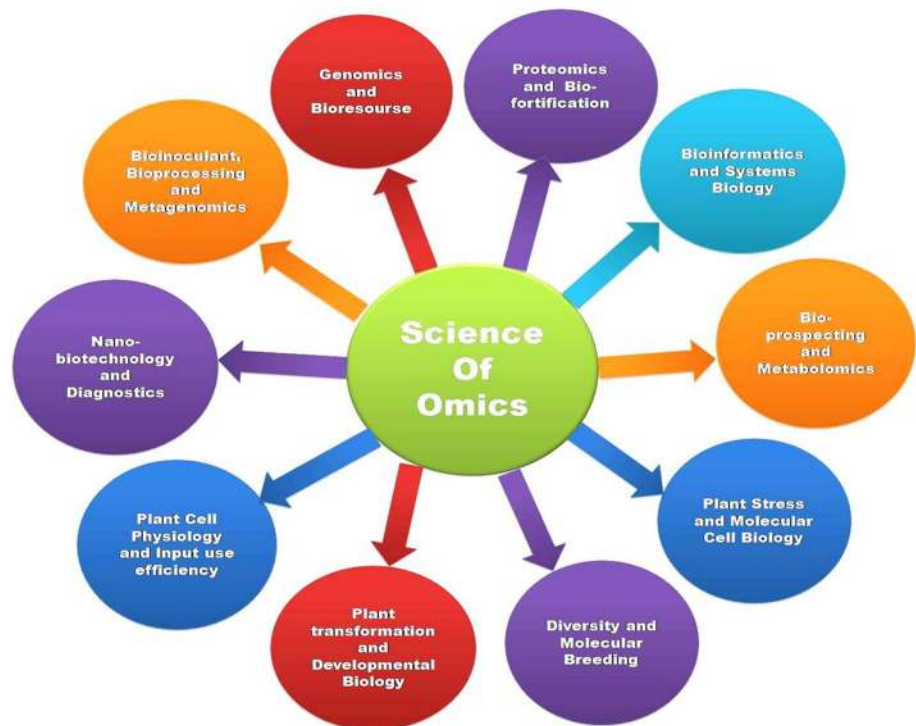 Genomics
and
Bioresourse
Proteomics
and Bio-
fortification
Bioinformatics
and Systems
Biology
Bio-
prospecting
and
Metabolomics
Plant Stress
and Molecular
Cell Biology
Diversity and
Molecular
Breeding
Plant
transformation
and
Developmental
Biology
Plant Cell
Physiology
and Input use
efficiency
Nano-
biotechnology
and
Diagnostics
Bioinoculant,
Bioprocessing
and
Metagenomics
Science
Of
Omics